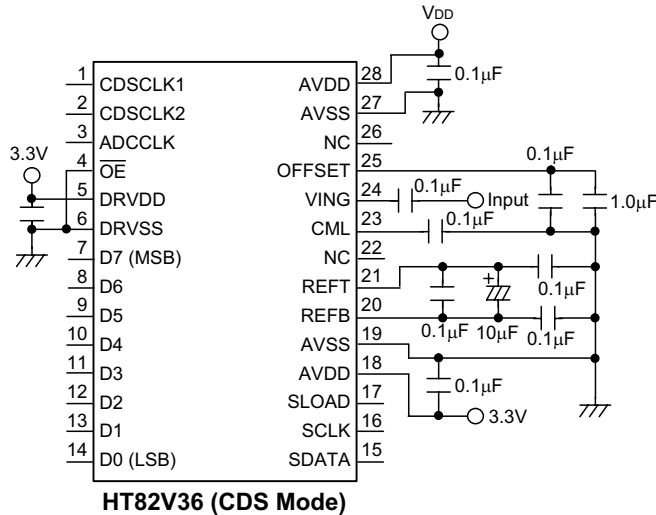 VDD
1 CDSCLK1
2 CDSCLK2
3 ADCCLK
4 OE
5 DRVDD
6 DRVSS
7 D7 (MSB)
8 D6
9 D5
10 D4
11 D3
12 D2
13 D1
14 D0 (LSB)
3.3V
AVDD 28
AVSS 27
NC 26
OFFSET 25
VING 24
CML 23
NC 22
REFT 21
REFB 20
AVSS 19
AVDD 18
SLOAD 17
SCLK 16
SDATA 15
0.1μF
0.1μF
0.1μF
Input
1.0μF
0.1μF
0.1μF
0.1μF
10μF
0.1μF
0.1μF
3.3V
HT82V36 (CDS Mode)